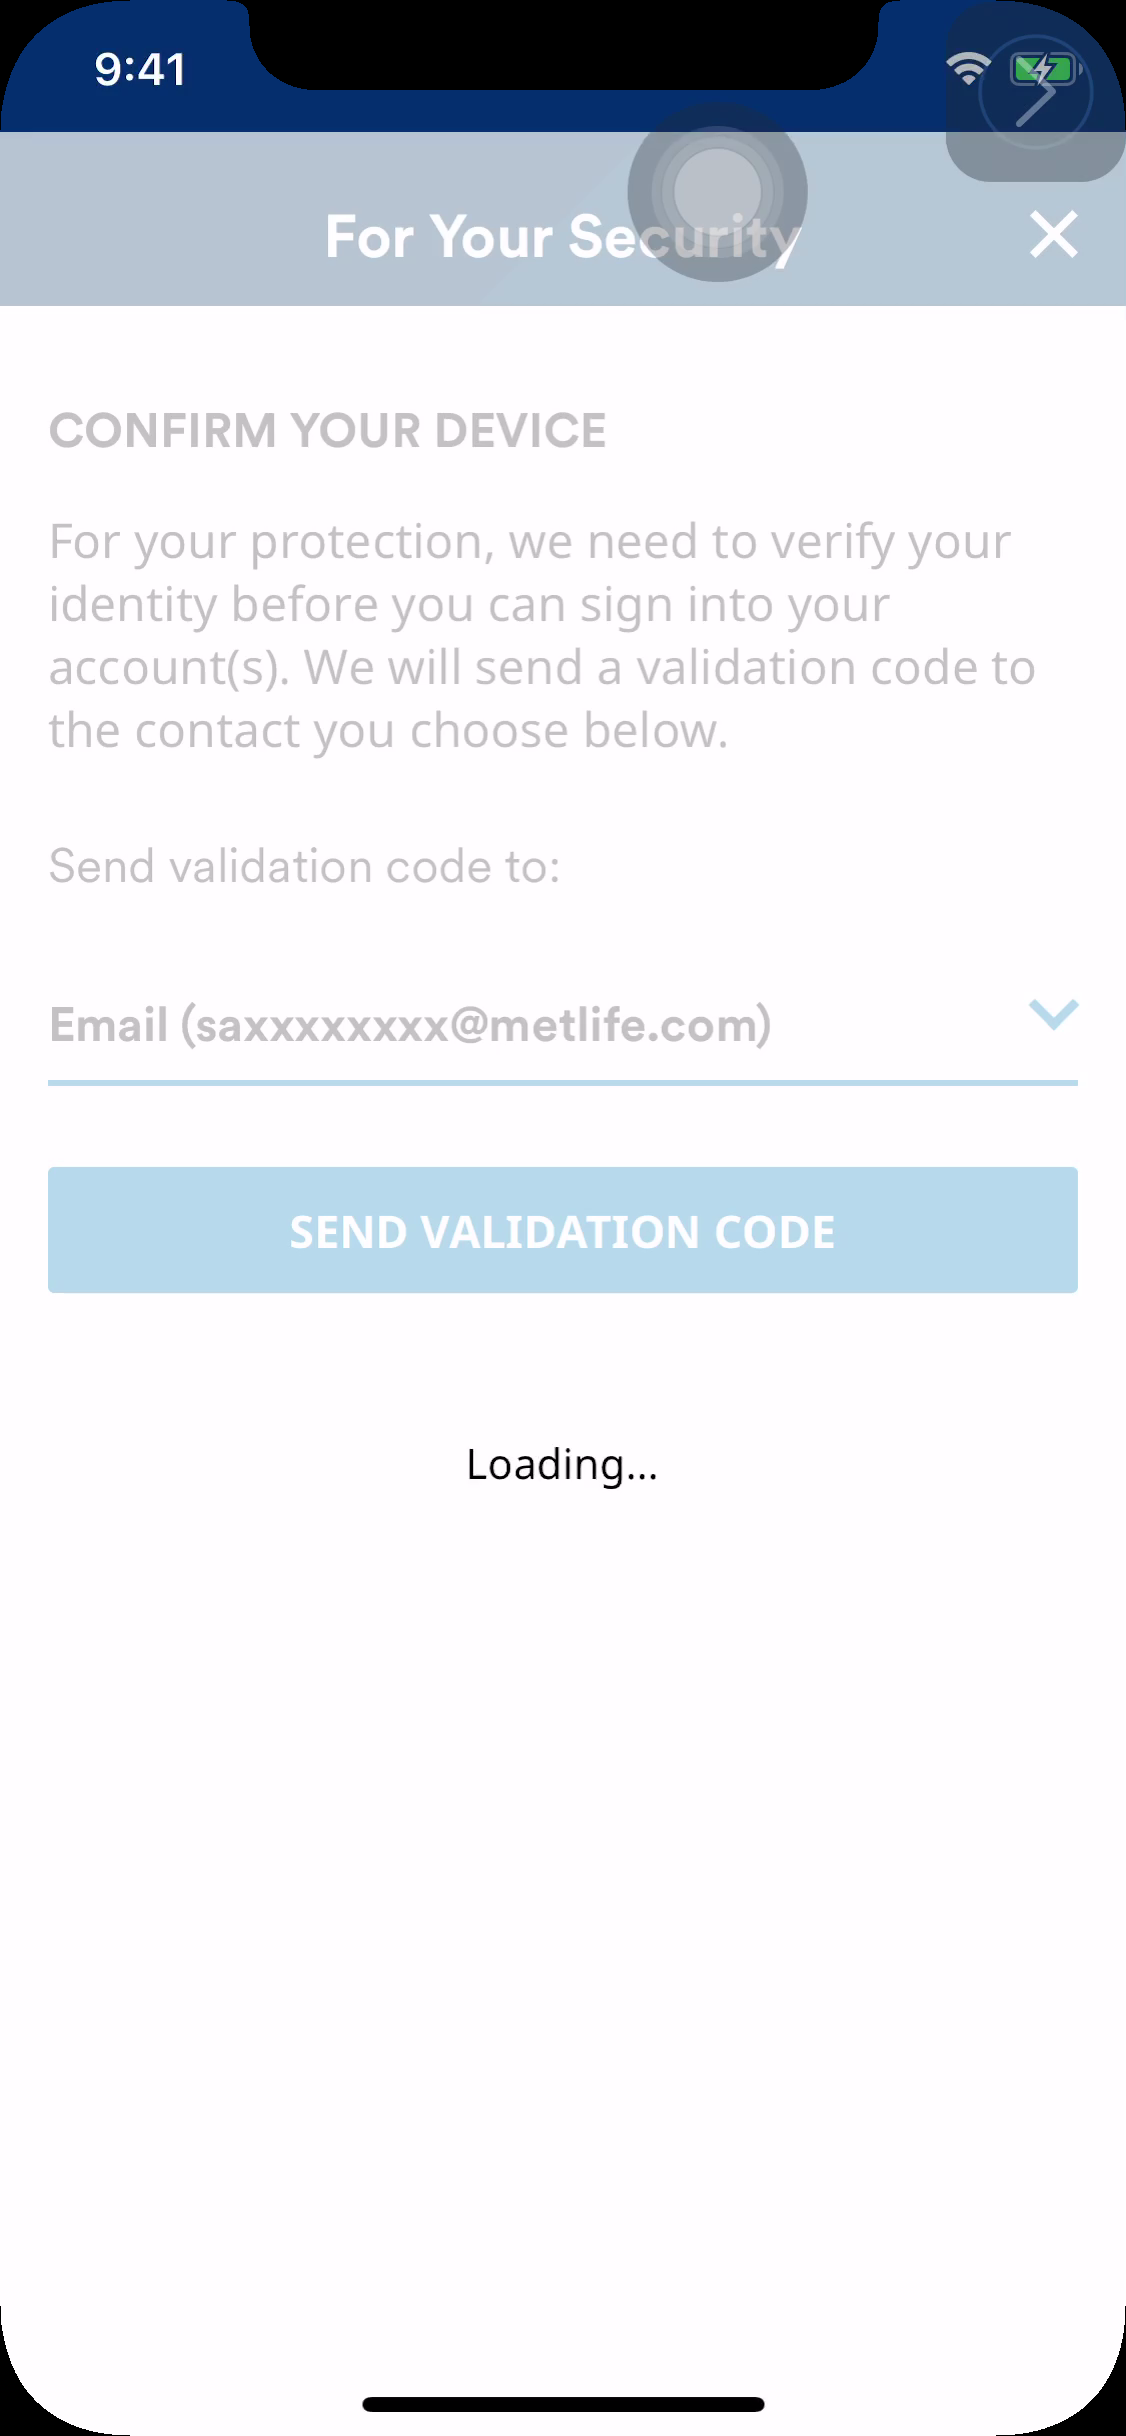 9:41
For Your Security
CONFIRM YOUR DEVICE
For your protection, we need to verify your
identity before you can sign into your
account(s). We will send a validation code to
the contact you choose below.
Send validation code to:
Email (saxxxxxxxxx@metlife.com)
SEND VALIDATION CODE
Loading...